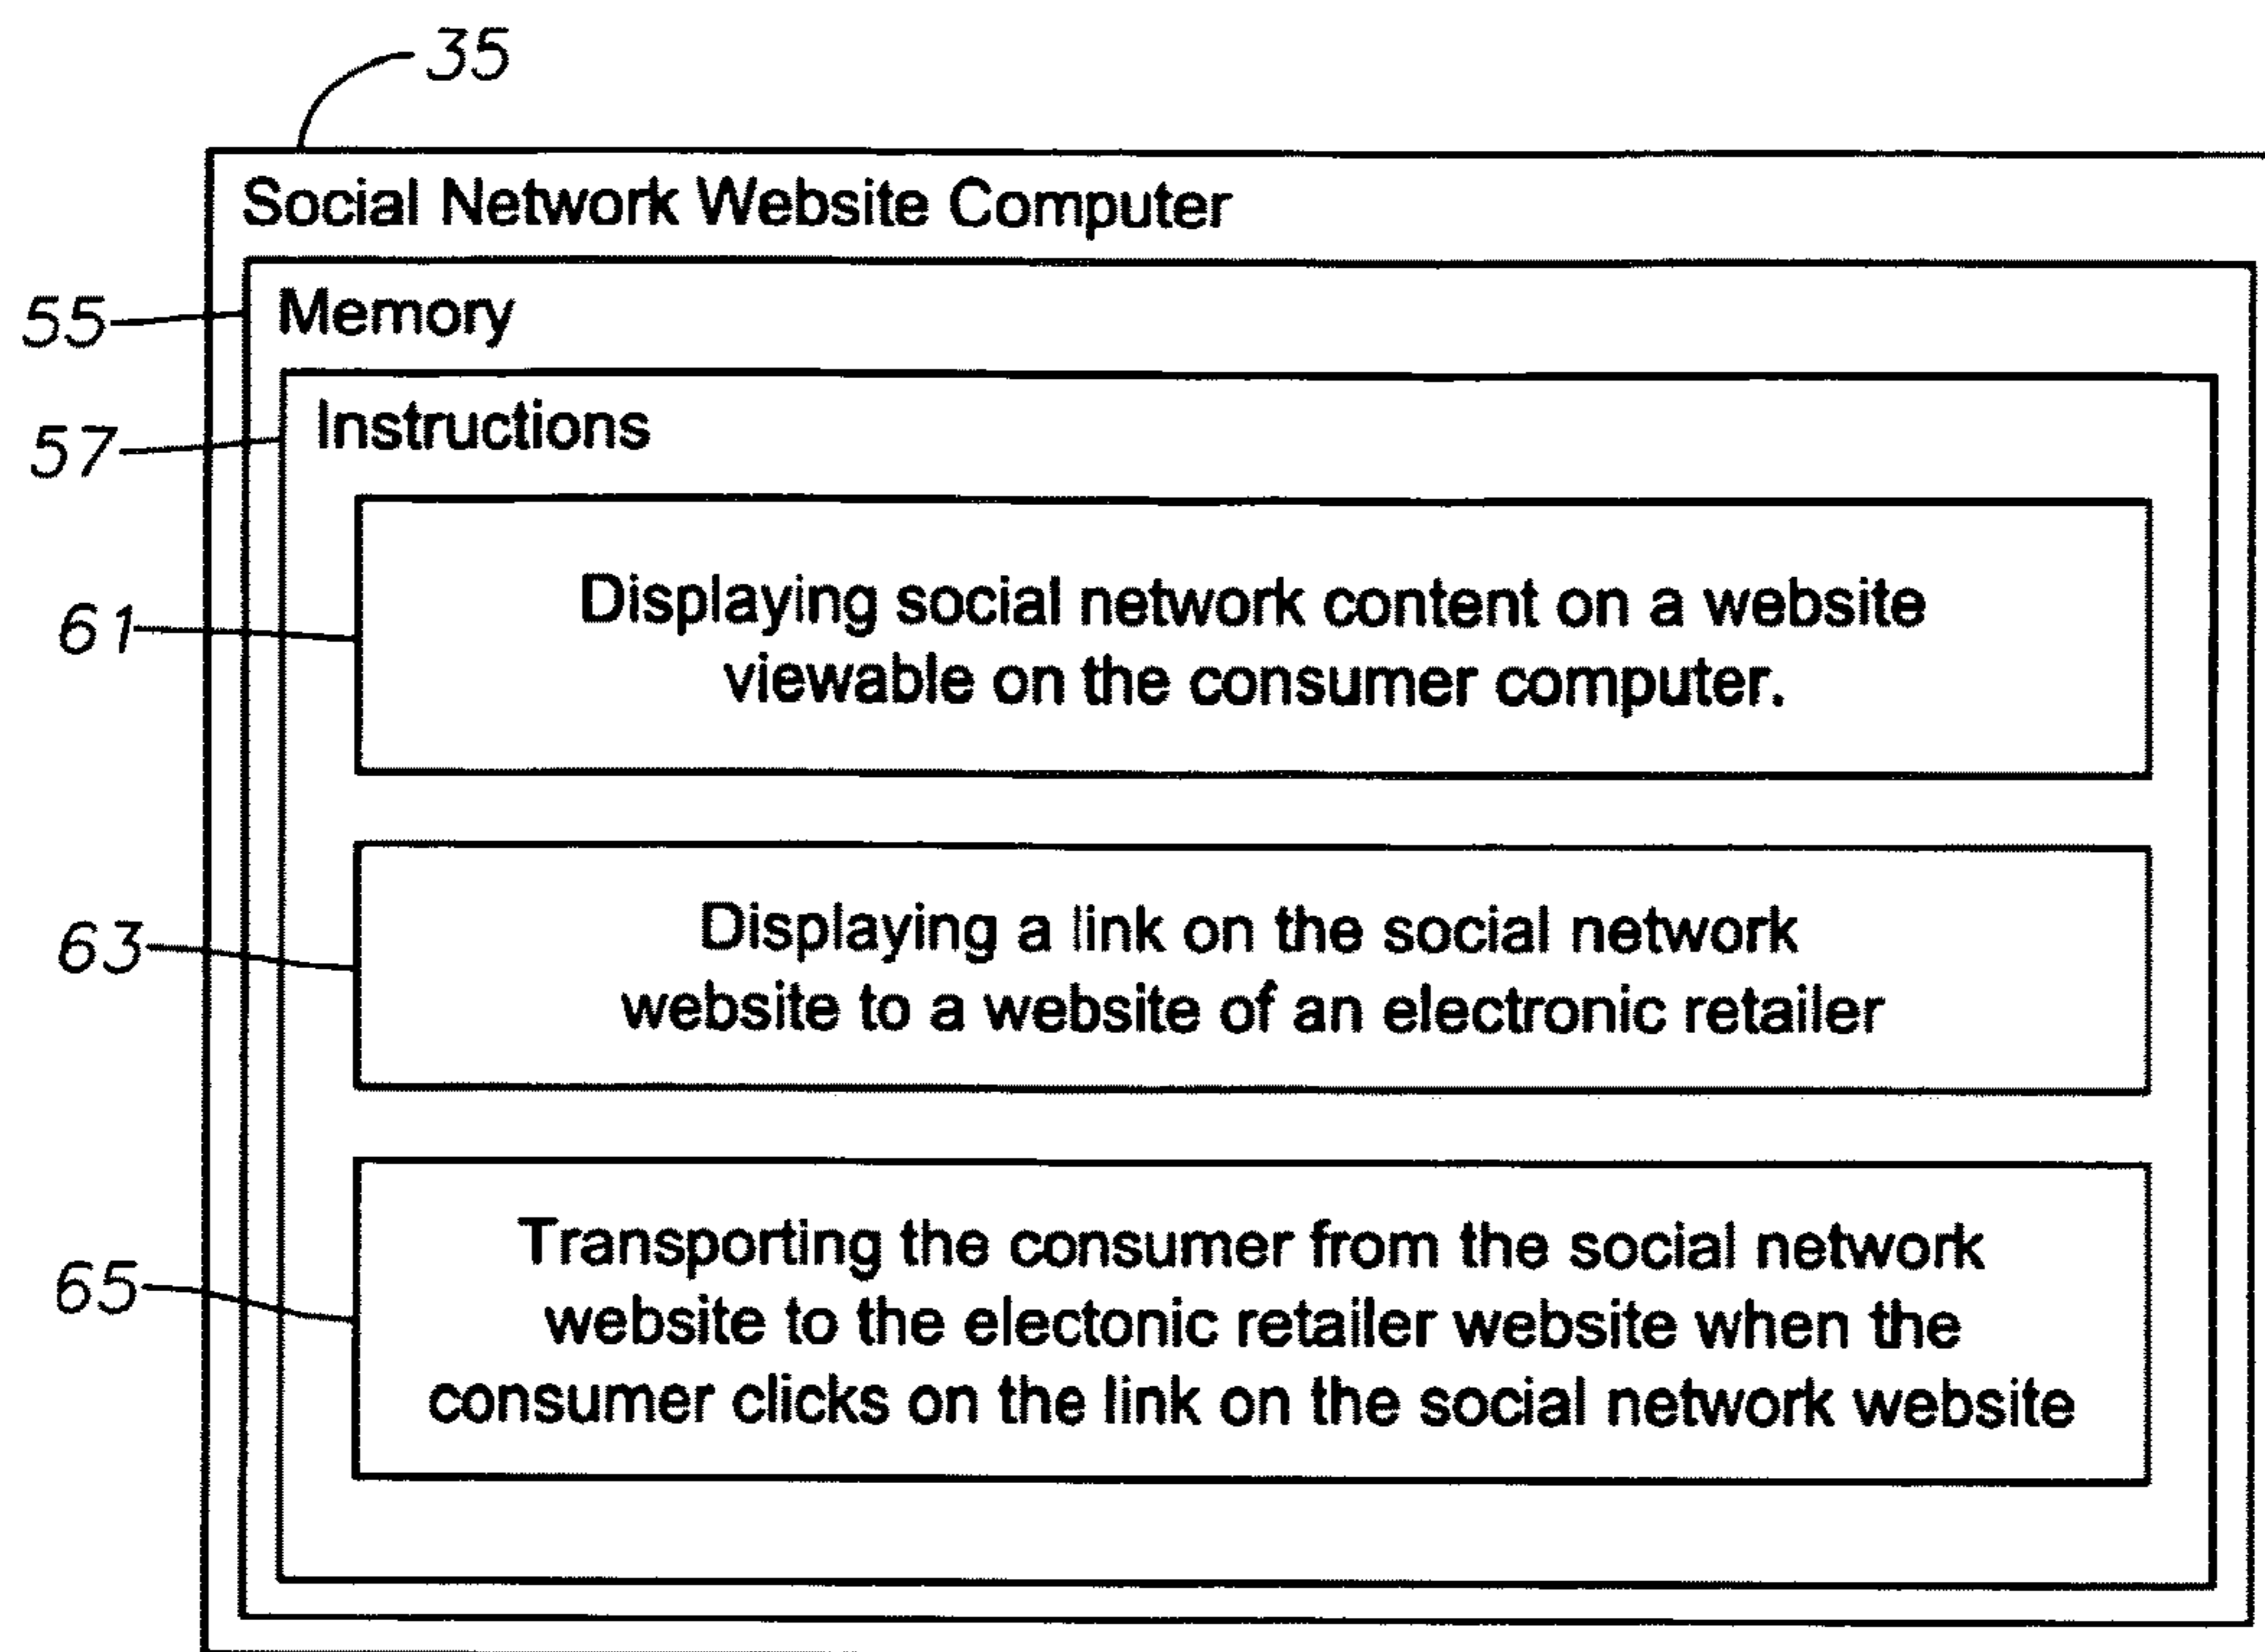 35
Social Network Website Computer
55
Memory
57
Instructions
61
Displaying social network content on a website
viewable on the consumer computer.
63
Displaying a link on the social network
website to a website of an electronic retailer
65
Transporting the consumer from the social network
website to the electonic retailer website when the
consumer clicks on the link on the social network website